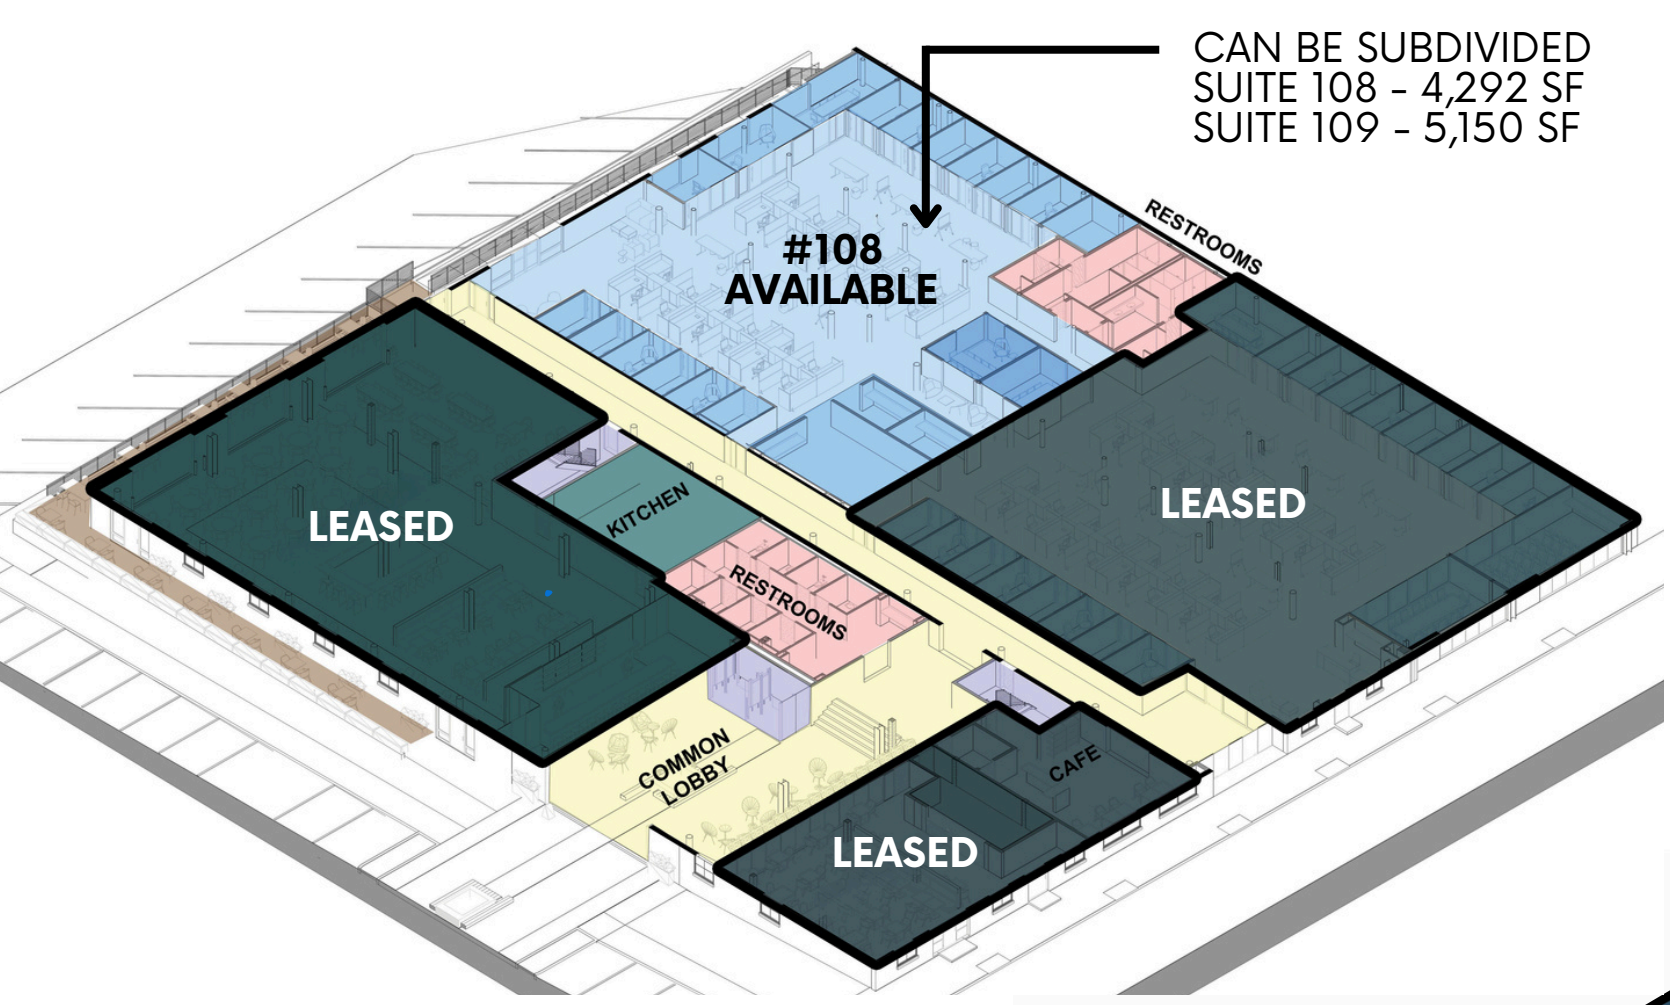 CAN BE SUBDIVIDED
SUITE 108 - 4,292 SF
SUITE 109 - 5,150 SF
RESTROOMS
#108
AVAILABLE
LEASED
KITCHEN
LEASED
RESTROOMS
COMMON
LOBBY
CAFE
LEASED